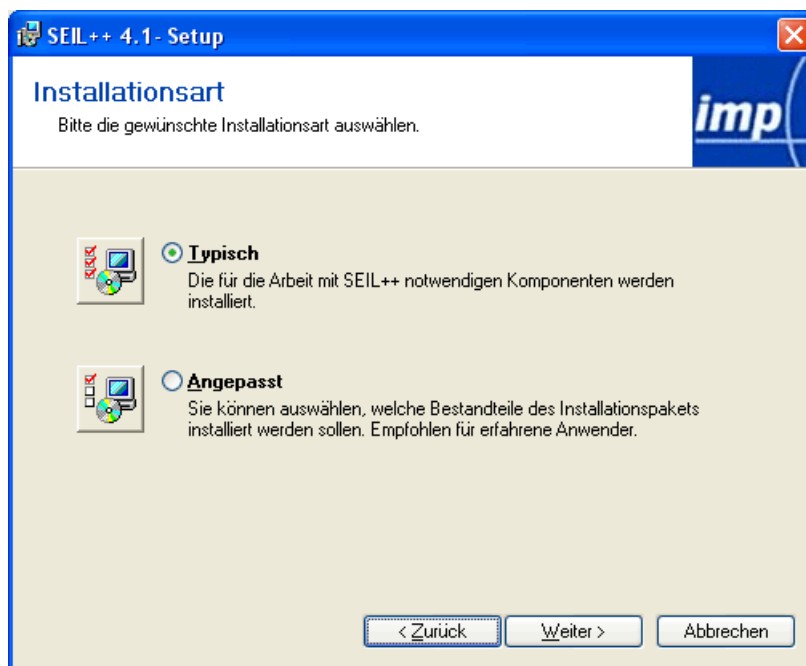 SEIL++ 4.1- Setup
Installationsart
Bitte die gewünschte Installationsart auswählen.
imp
Typisch
Die für die Arbeit mit SEIL++ notwendigen Komponenten werden
installiert.
Angepasst
Sie können auswählen, welche Bestandteile des Installationspakets
installiert werden sollen. Empfohlen für erfahrene Anwender.
< Zurück
Weiter >
Abbrechen